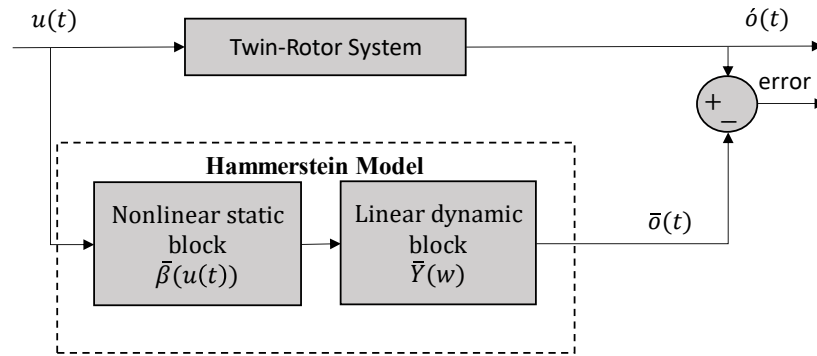 u(t)
ó(t)
Twin-Rotor System
error
+
−
Hammerstein Model
Nonlinear static
block
β̄(u(t))
Linear dynamic
block
Ȳ(w)
ō(t)